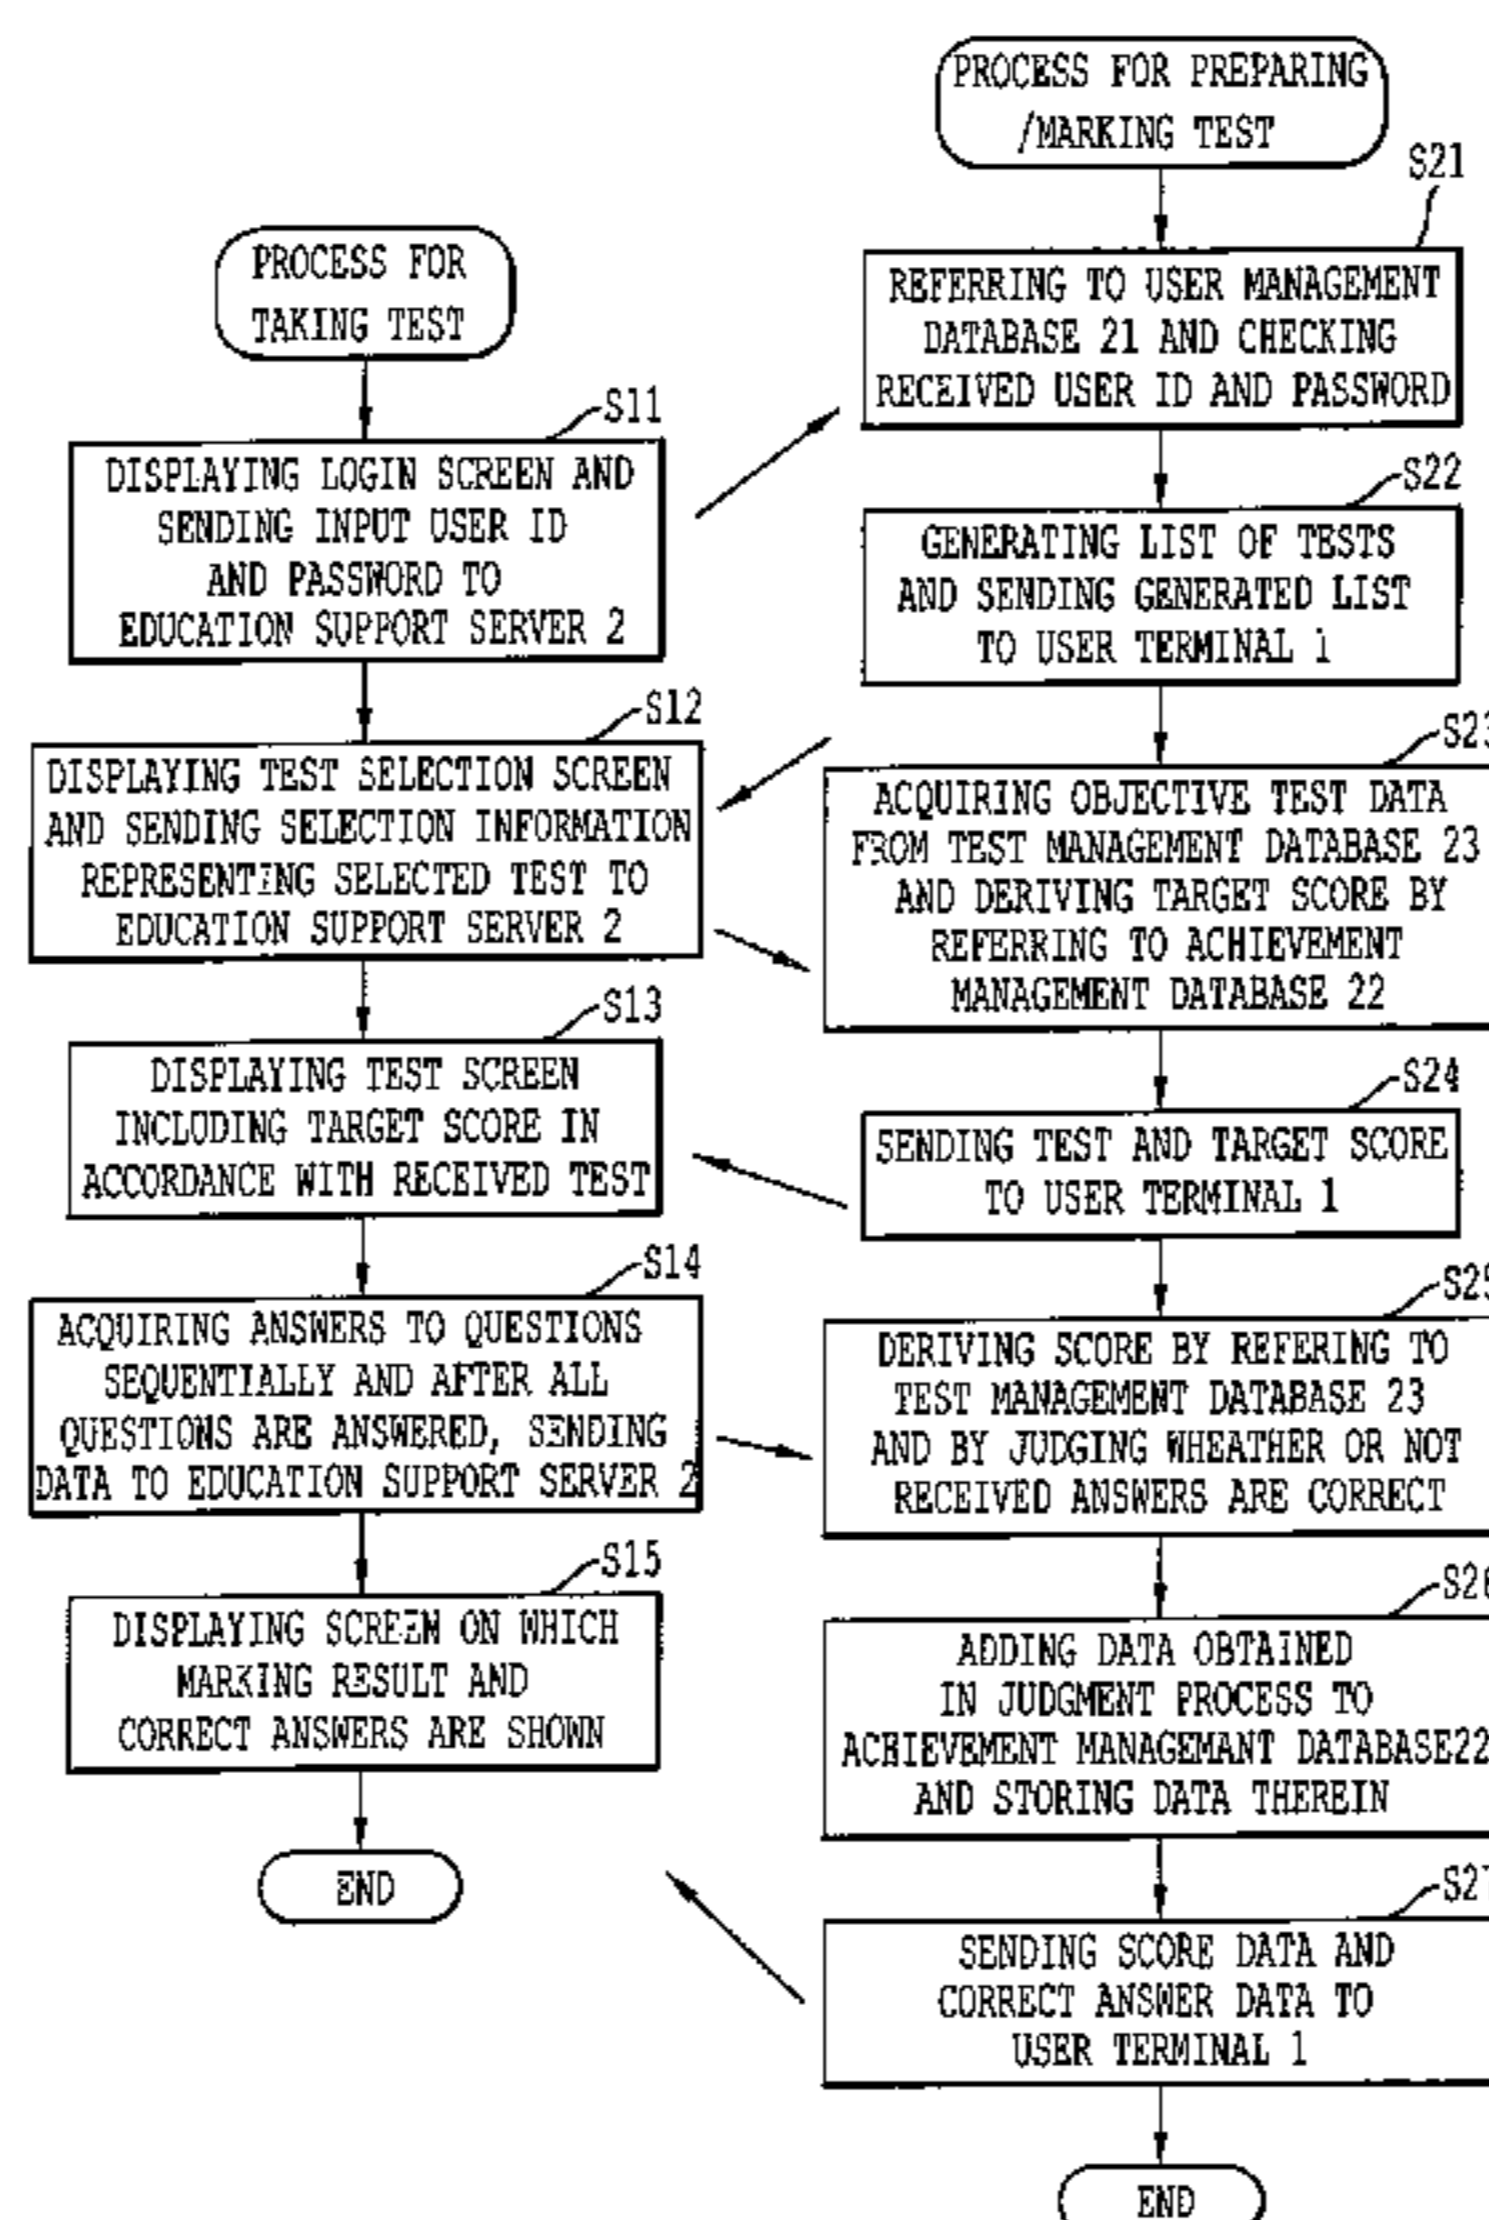 PROCESS FOR
TAKING TEST
S11
DISPLAYING LOGIN SCREEN AND
SENDING INPUT USER ID
AND PASSWORD TO
EDUCATION SUPPORT SERVER 2
S12
DISPLAYING TEST SELECTION SCREEN
AND SENDING SELECTION INFORMATION
REPRESENTING SELECTED TEST TO
EDUCATION SUPPORT SERVER 2
S13
DISPLAYING TEST SCREEN
INCLUDING TARGET SCORE IN
ACCORDANCE WITH RECEIVED TEST
S14
ACQUIRING ANSWERS TO QUESTIONS
SEQUENTIALLY AND AFTER ALL
QUESTIONS ARE ANSWERED, SENDING
DATA TO EDUCATION SUPPORT SERVER 2
S15
DISPLAYING SCREEN ON WHICH
MARKING RESULT AND
CORRECT ANSWERS ARE SHOWN
END
PROCESS FOR PREPARING
/MARKING TEST
S21
REFERRING TO USER MANAGEMENT
DATABASE 21 AND CHECKING
RECEIVED USER ID AND PASSWORD
S22
GENERATING LIST OF TESTS
AND SENDING GENERATED LIST
TO USER TERMINAL 1
S23
ACQUIRING OBJECTIVE TEST DATA
FROM TEST MANAGEMENT DATABASE 23
AND DERIVING TARGET SCORE BY
REFERRING TO ACHIEVEMENT
MANAGEMENT DATABASE 22
S24
SENDING TEST AND TARGET SCORE
TO USER TERMINAL 1
S25
DERIVING SCORE BY REFERING TO
TEST MANAGEMENT DATABASE 23
AND BY JUDGING WHEATHER OR NOT
RECEIVED ANSWERS ARE CORRECT
S26
ADDING DATA OBTAINED
IN JUDGMENT PROCESS TO
ACHIEVEMENT MANAGEMANT DATABASE22
AND STORING DATA THEREIN
S27
SENDING SCORE DATA AND
CORRECT ANSWER DATA TO
USER TERMINAL 1
END